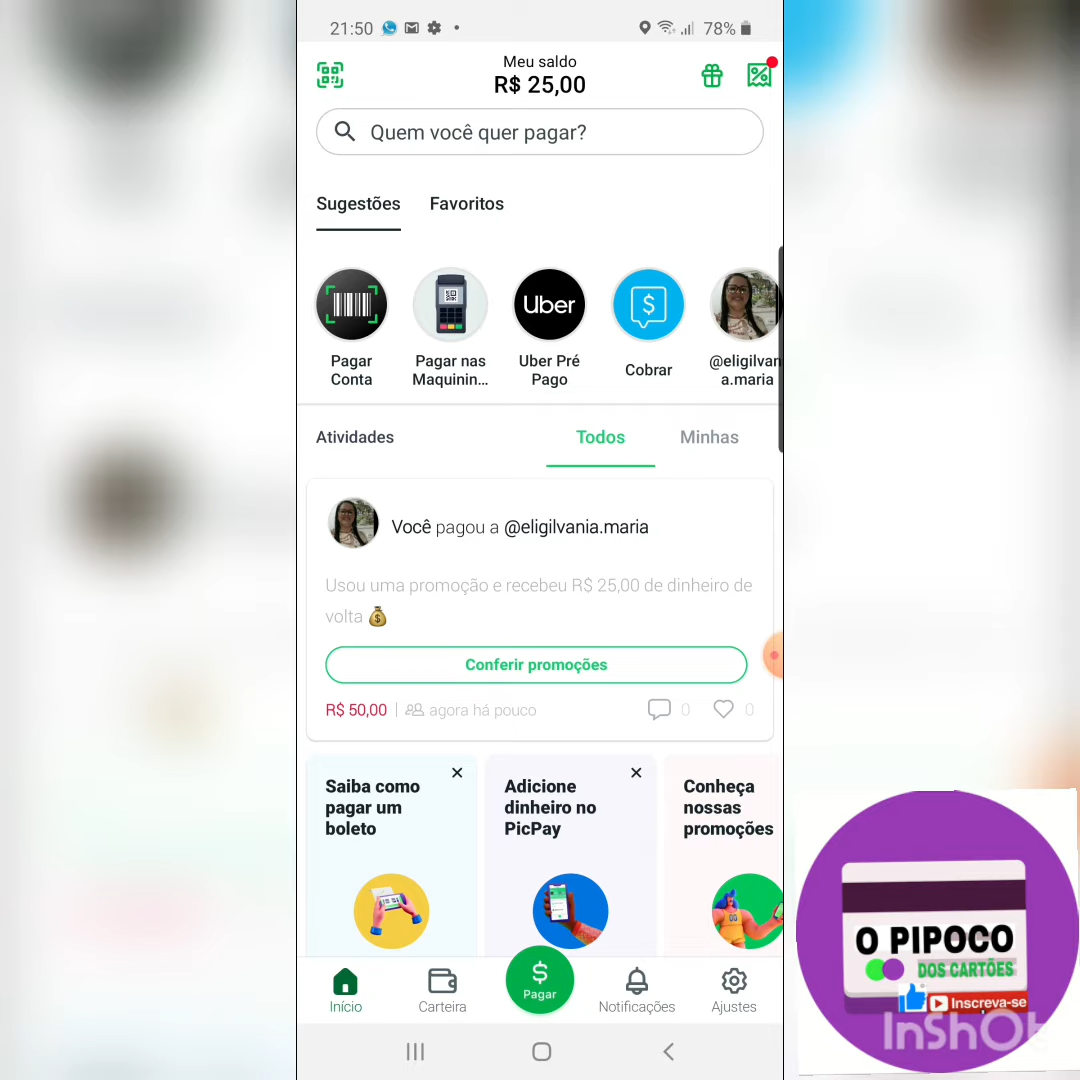 21:50
78%
Meu saldo
R$ 25,00
Quem você quer pagar?
Sugestões Favoritos
Uber
Pagar
Conta
Pagar nas
Maquinin...
Uber Pré
Pago
Cobrar
@eligilvan
a.maria
Atividades Todos Minhas
Você pagou a @eligilvania.maria
Usou uma promoção e recebeu R$ 25,00 de dinheiro de
volta
Conferir promoções
R$ 50,00 | agora há pouco 0 0
Saiba como
pagar um
boleto
Adicione
dinheiro no
PicPay
Conheça
nossas
promoções
Início
Carteira
$
Pagar
Notificações
Ajustes
O PIPOCO
DOS CARTÕES
Inscreva-se
InShOt